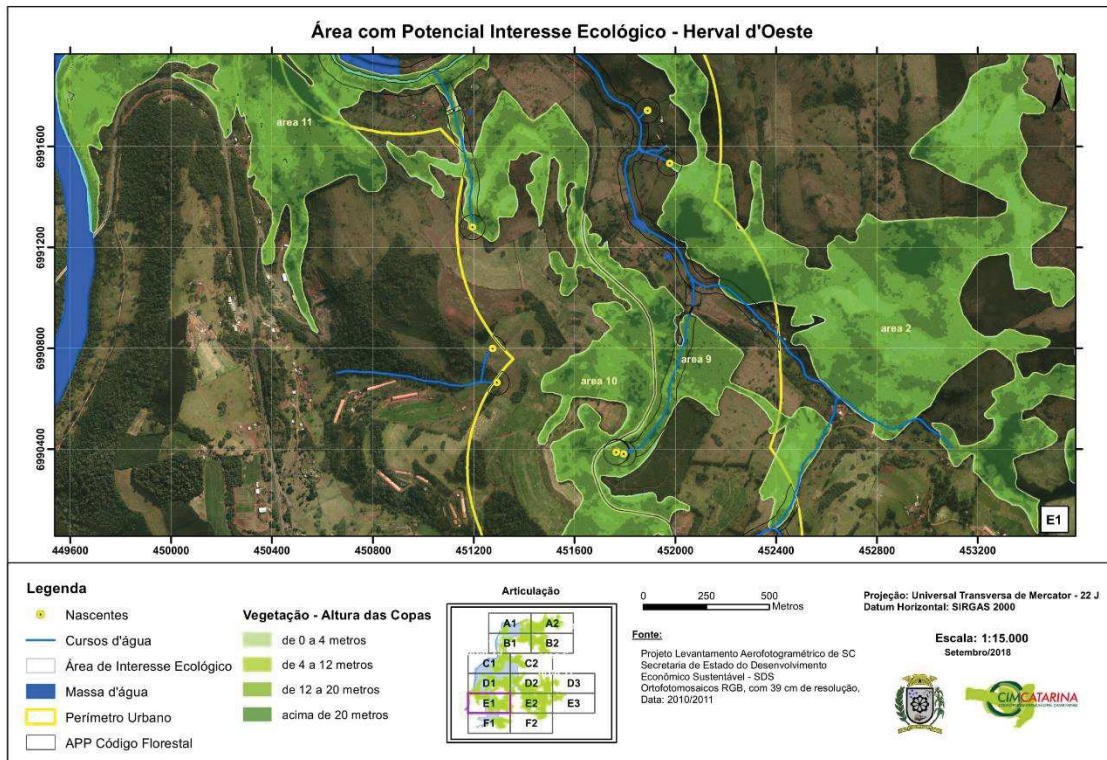 Área com Potencial Interesse Ecológico - Herval d'Oeste
area 11
area 2
area 9
area 10
6991600
6991200
6990800
6990400
E1
449600 450000 450400 450800 451200 451600 452000 452400 452800 453200
Legenda
Nascentes
Cursos d'água
Área de Interesse Ecológico
Massa d'água
Perímetro Urbano
APP Código Florestal
Vegetação - Altura das Copas
de 0 a 4 metros
de 4 a 12 metros
de 12 a 20 metros
acima de 20 metros
Articulação
A1 A2
B1 B2
C1 C2
D1 D2 D3
E1 E2 E3
F1 F2
0 250 500
Metros
Fonte:
Projeto Levantamento Aerofotogramétrico de SC
Secretaria de Estado do Desenvolvimento
Econômico Sustentável - SDS
Ortofotomosaicos RGB, com 39 cm de resolução,
Data: 2010/2011
Projeção: Universal Transversa de Mercator - 22 J
Datum Horizontal: SIRGAS 2000
Escala: 1:15.000
Setembro/2018
CIMCATARINA